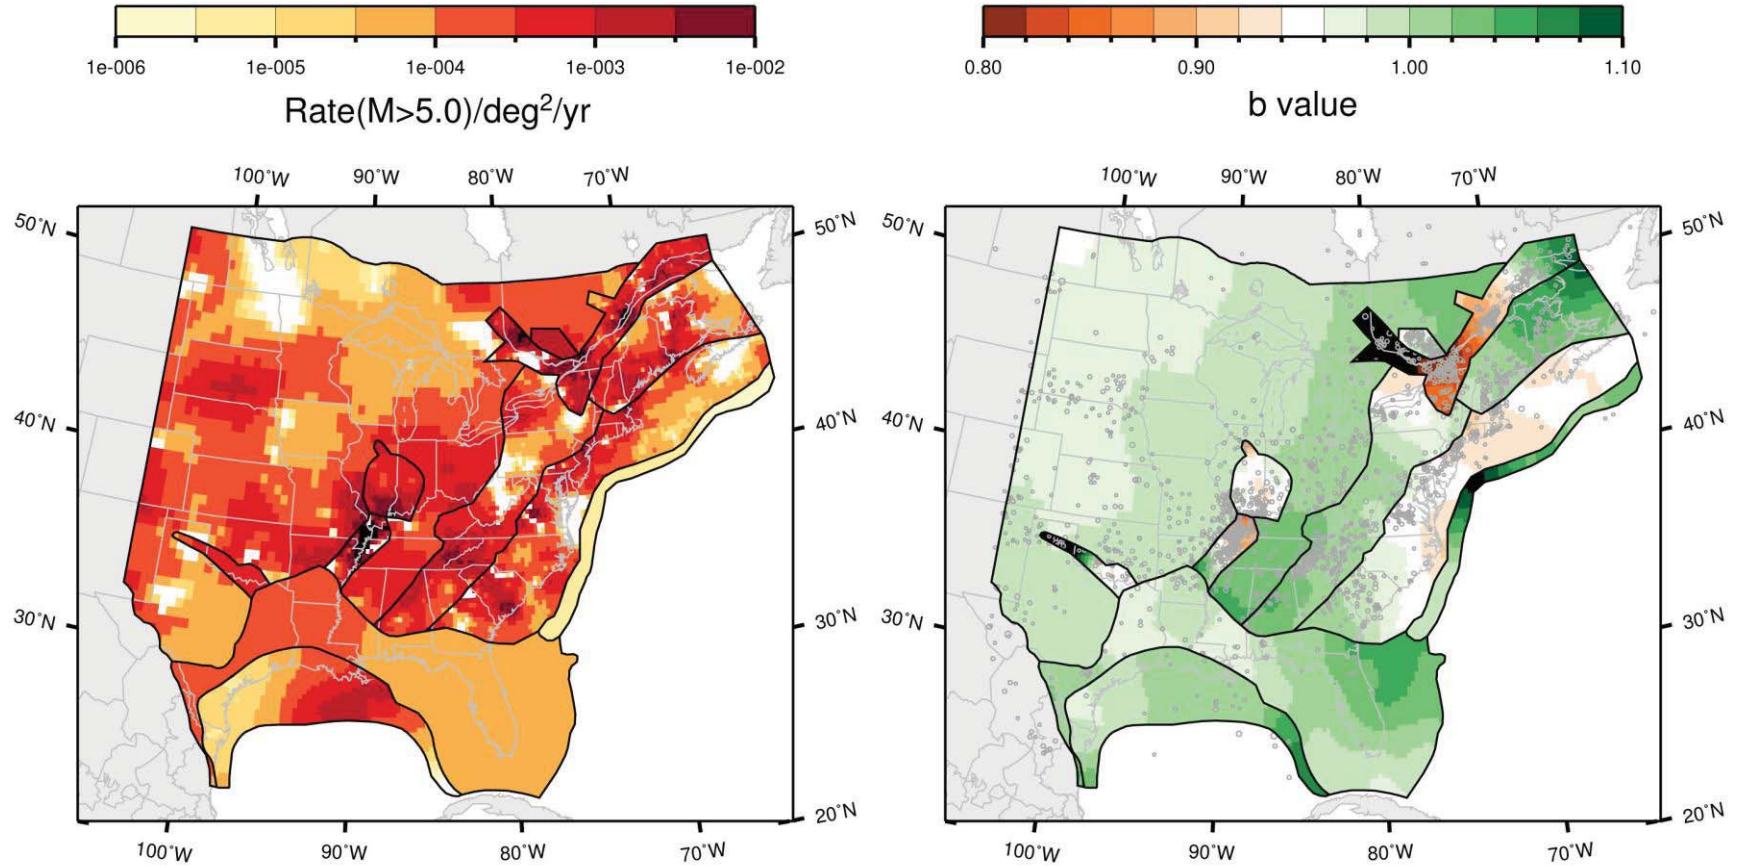 1e-006 1e-005 1e-004 1e-003 1e-002
Rate(M>5.0)/deg²/yr
0.80 0.90 1.00 1.10
b value
100°W 90°W 80°W 70°W
100°W 90°W 80°W 70°W
50°N 50°N 50°N 50°N
40°N 40°N 40°N 40°N
30°N 30°N 30°N 30°N
20°N 20°N
100°W 90°W 80°W 70°W
100°W 90°W 80°W 70°W